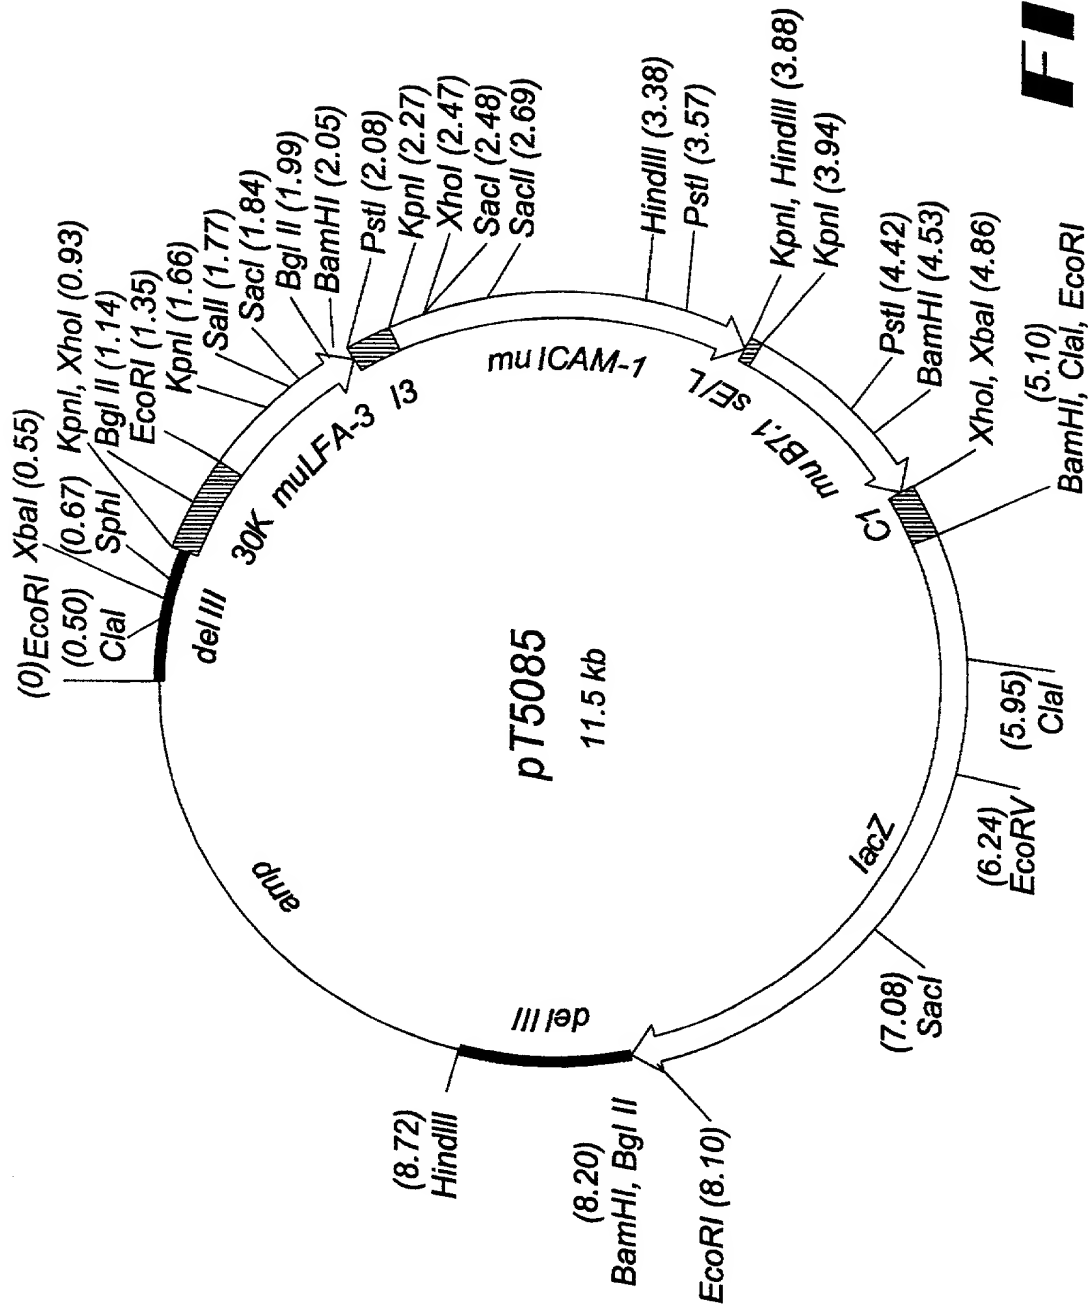 (0)EcoRI
(0.50)
ClaI
XbaI (0.55)
(0.67)
SphI
KpnI, XhoI (0.93)
Bgl II (1.14)
EcoRI (1.35)
KpnI (1.66)
SalI (1.77)
SacI (1.84)
Bgl II (1.99)
BamHI (2.05)
PstI (2.08)
KpnI (2.27)
XhoI (2.47)
SacI (2.48)
SacII (2.69)
HindIII (3.38)
PstI (3.57)
KpnI, HindIII (3.88)
KpnI (3.94)
PstI (4.42)
BamHI (4.53)
XhoI, XbaI (4.86)
(5.10)
BamHI, ClaI, EcoRI
(5.95)
ClaI
(6.24)
EcoRV
(7.08)
SacI
EcoRI (8.10)
(8.20)
BamHI, Bgl II
(8.72)
HindIII
del III
30K
muLFA-3
I3
mu ICAM-1
sE/L
muB7.1
C1
lacZ
del III
amp
pT5085
11.5 kb
FI